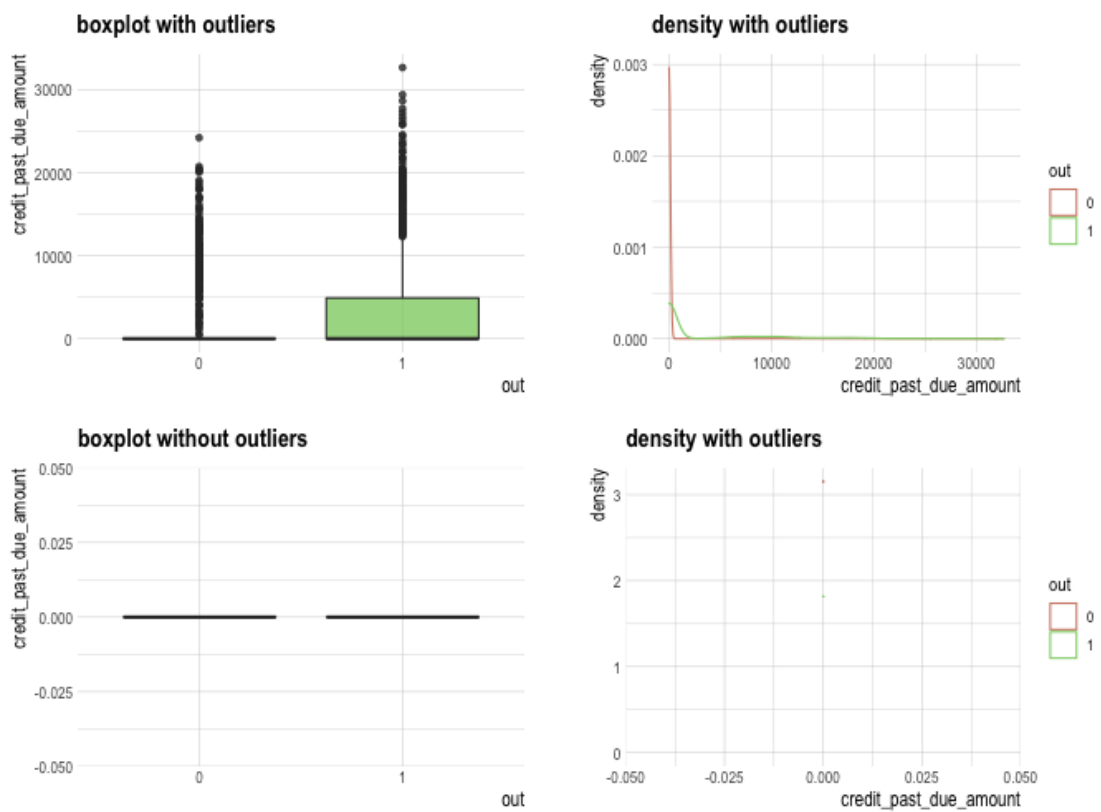 boxplot with outliers
credit_past_due_amount
30000
20000
10000
0
0
1
out
density with outliers
density
0.003
0.002
0.001
0.000
0
10000
20000
30000
credit_past_due_amount
out
0
1
boxplot without outliers
credit_past_due_amount
0.050
0.025
0.000
-0.025
-0.050
0
1
out
density with outliers
density
3
2
1
0
-0.050
-0.025
0.000
0.025
0.050
credit_past_due_amount
out
0
1